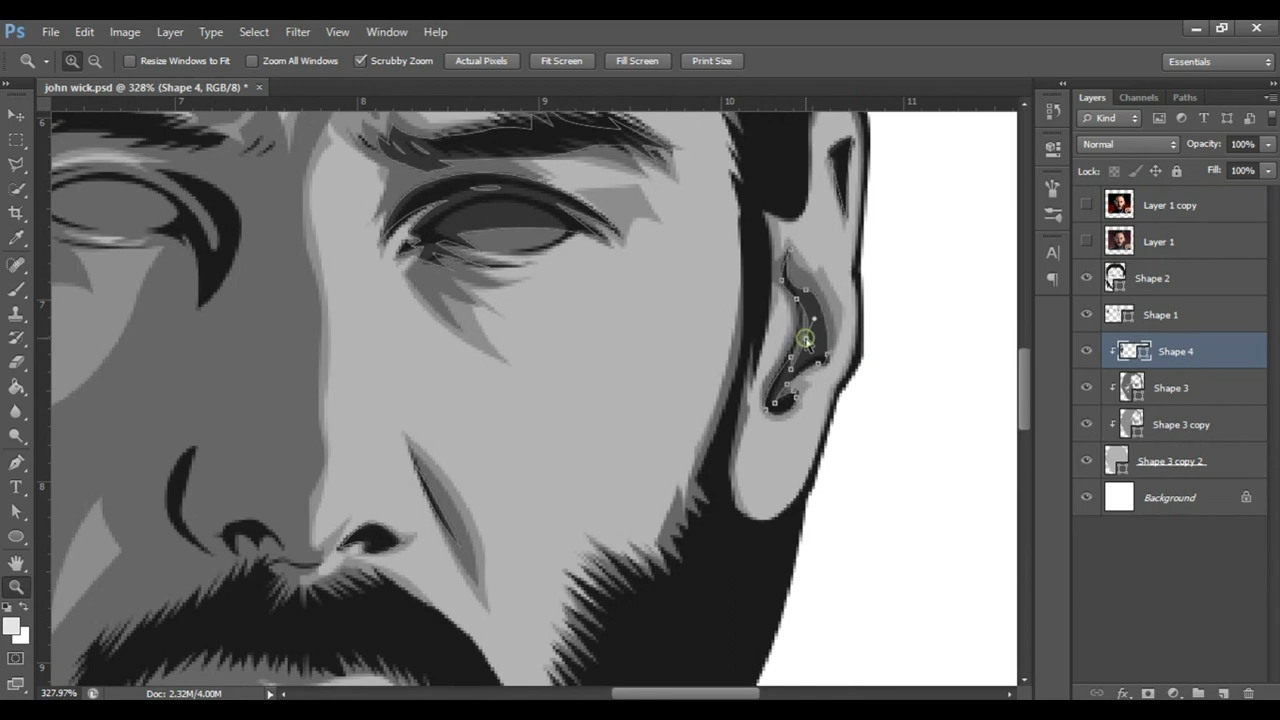 Ps File Edit Image Layer Type Select Filter View Window Help
Resize Windows to Fit Zoom All Windows Scrubby Zoom Actual Pixels Fit Screen Fill Screen Print Size Essentials
john wick.psd @ 328% (Shape 4, RGB/8) * ×
Layers Channels Paths
7 8 9 10 11
6
7
8
9
Kind
Normal Opacity: 100%
Lock: Fill: 100%
Layer 1 copy
Layer 1
Shape 2
Shape 1
Shape 4
Shape 3
Shape 3 copy
Shape 3 copy 2
Background
327.97% Doc: 2.32M/4.00M